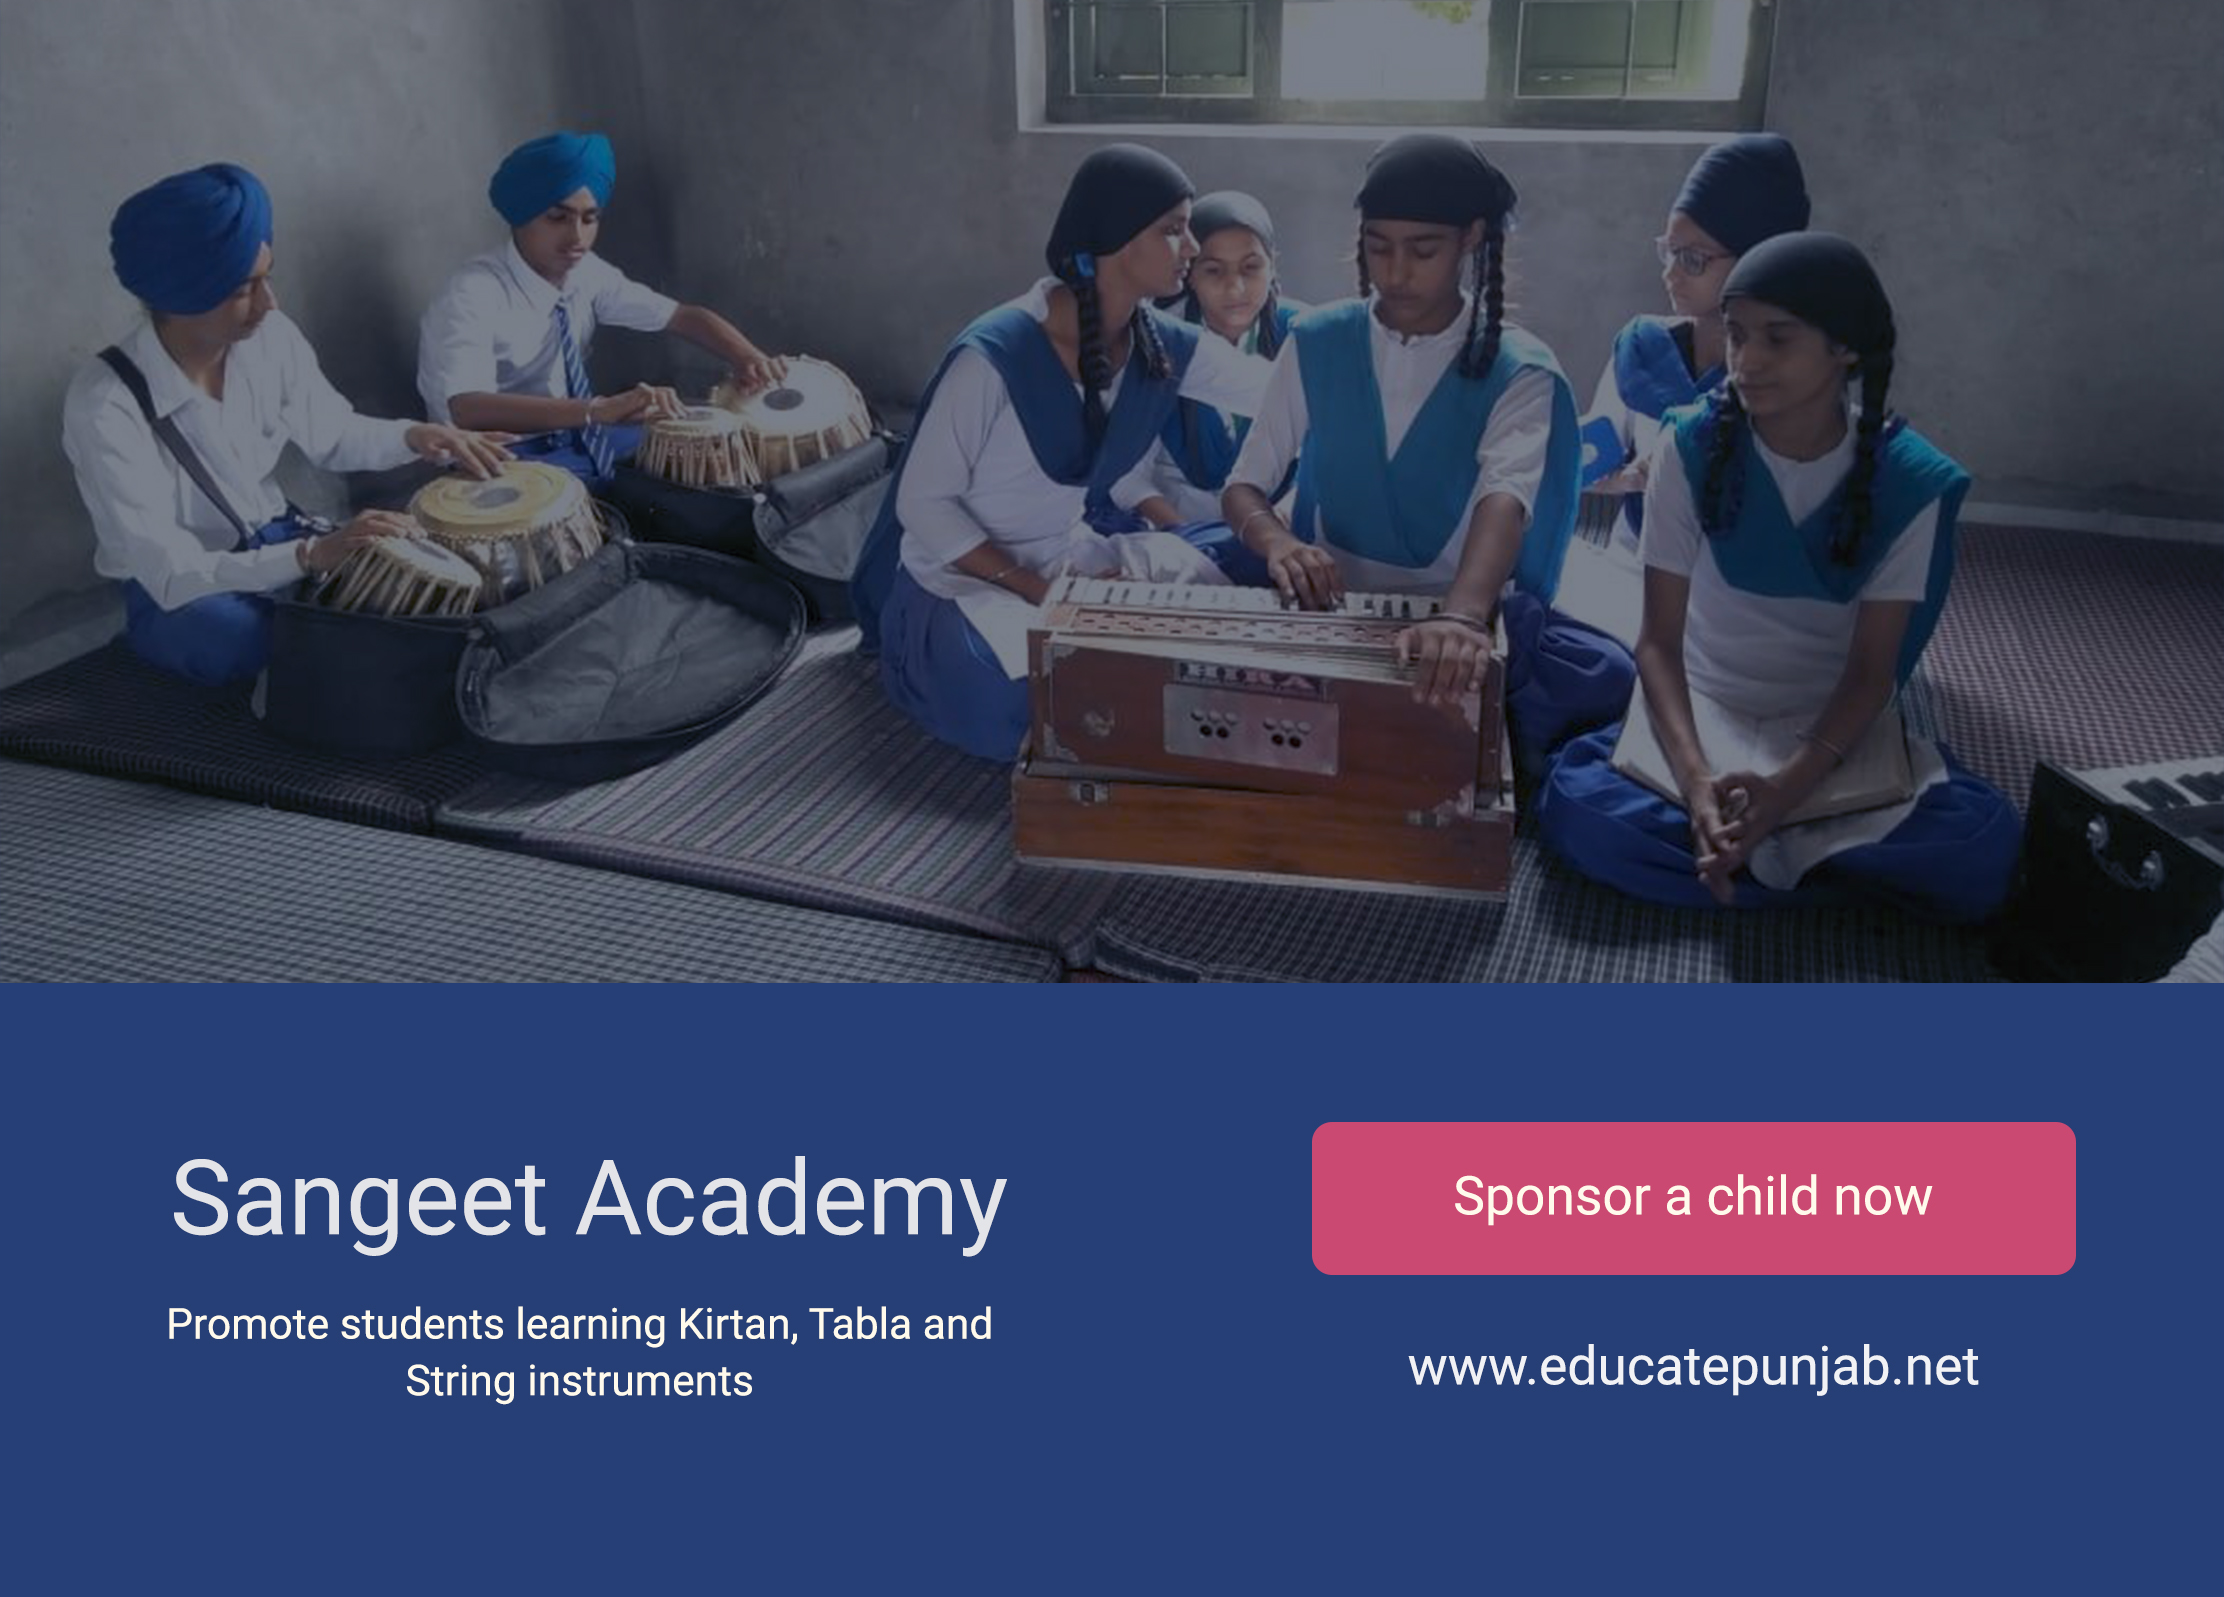 Sangeet Academy
Promote students learning Kirtan, Tabla and
String instruments
Sponsor a child now
www.educatepunjab.net